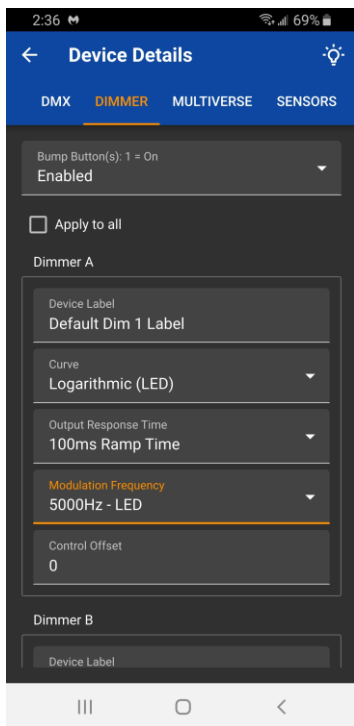 2:36 69%
Device Details
DMX DIMMER MULTIVERSE SENSORS
Bump Button(s): 1 = On
Enabled
Apply to all
Dimmer A
Device Label
Default Dim 1 Label
Curve
Logarithmic (LED)
Output Response Time
100ms Ramp Time
Modulation Frequency
5000Hz - LED
Control Offset
0
Dimmer B
Device Label